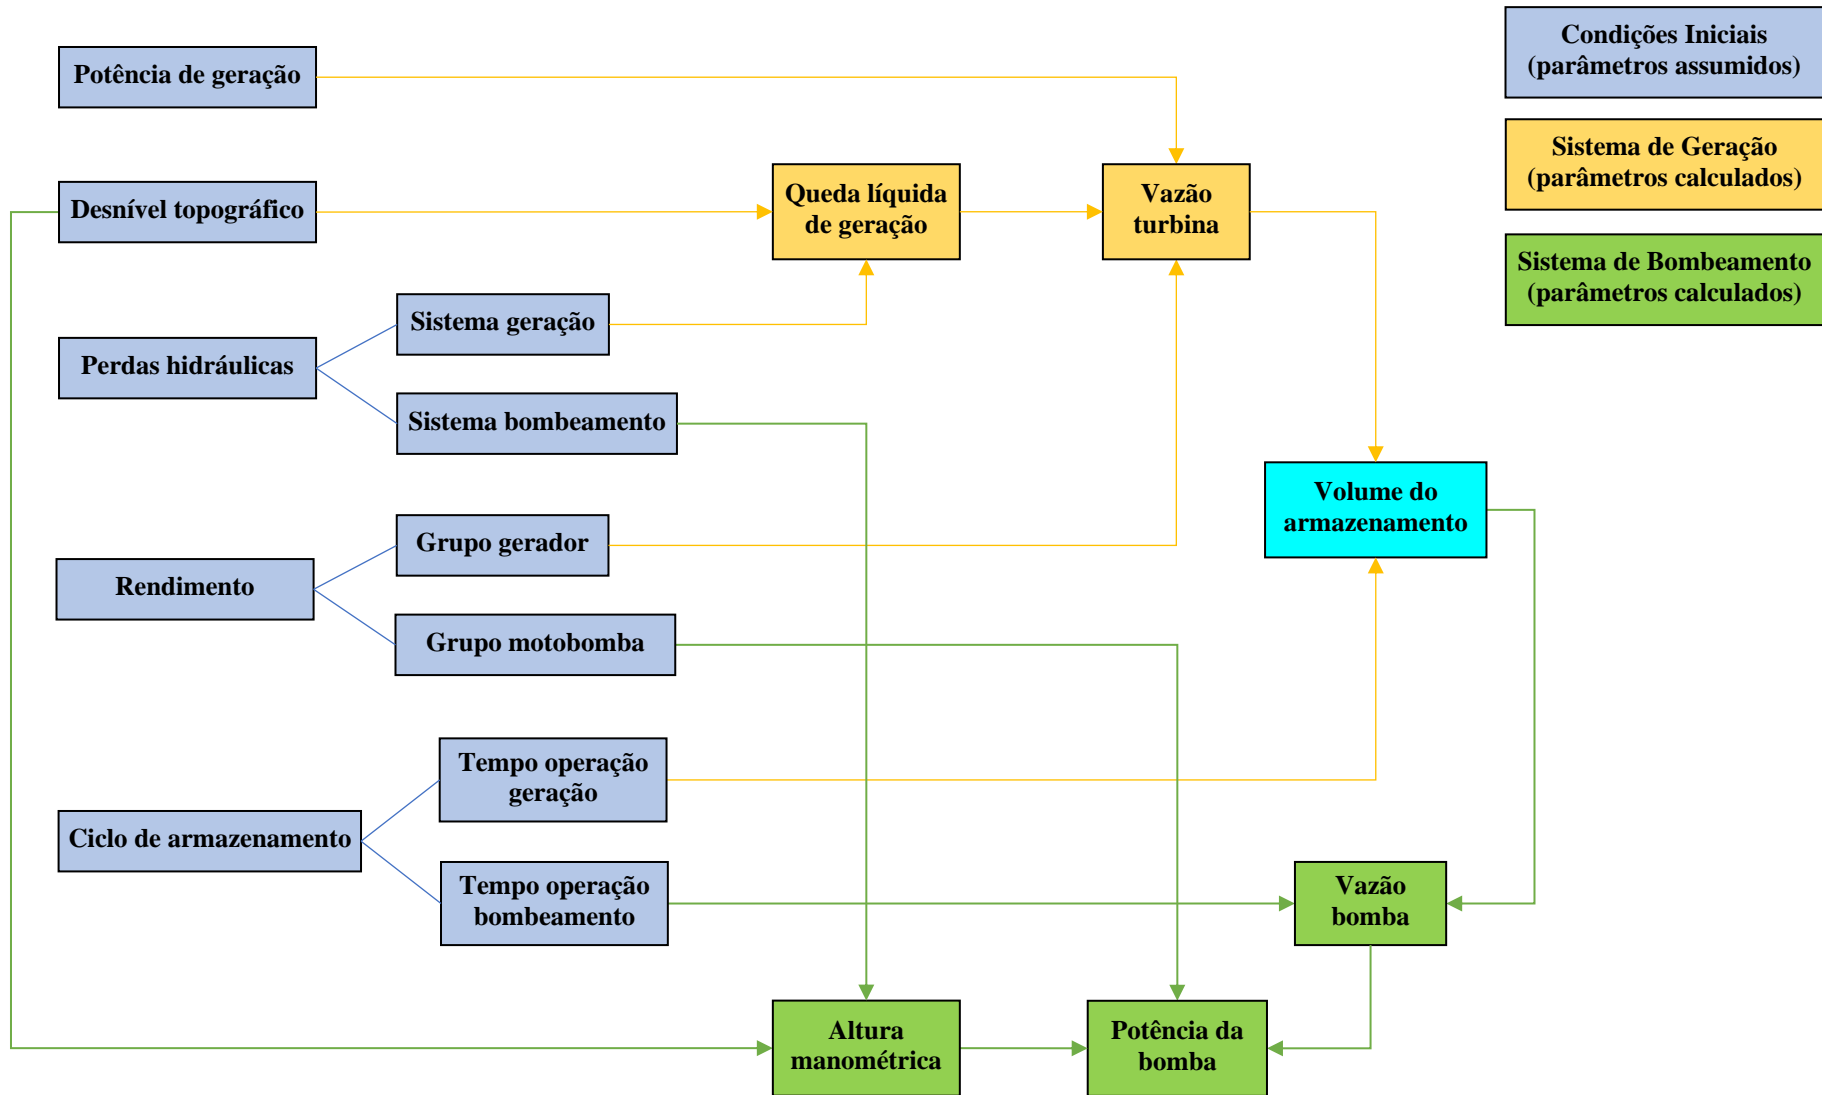 Condições Iniciais
(parâmetros assumidos)
Potência de geração
Sistema de Geração
(parâmetros calculados)
Desnível topográfico
Queda líquida
de geração
Vazão
turbina
Sistema de Bombeamento
(parâmetros calculados)
Sistema geração
Perdas hidráulicas
Sistema bombeamento
Volume do
armazenamento
Grupo gerador
Rendimento
Grupo motobomba
Tempo operação
geração
Ciclo de armazenamento
Tempo operação
bombeamento
Vazão
bomba
Altura
manométrica
Potência da
bomba